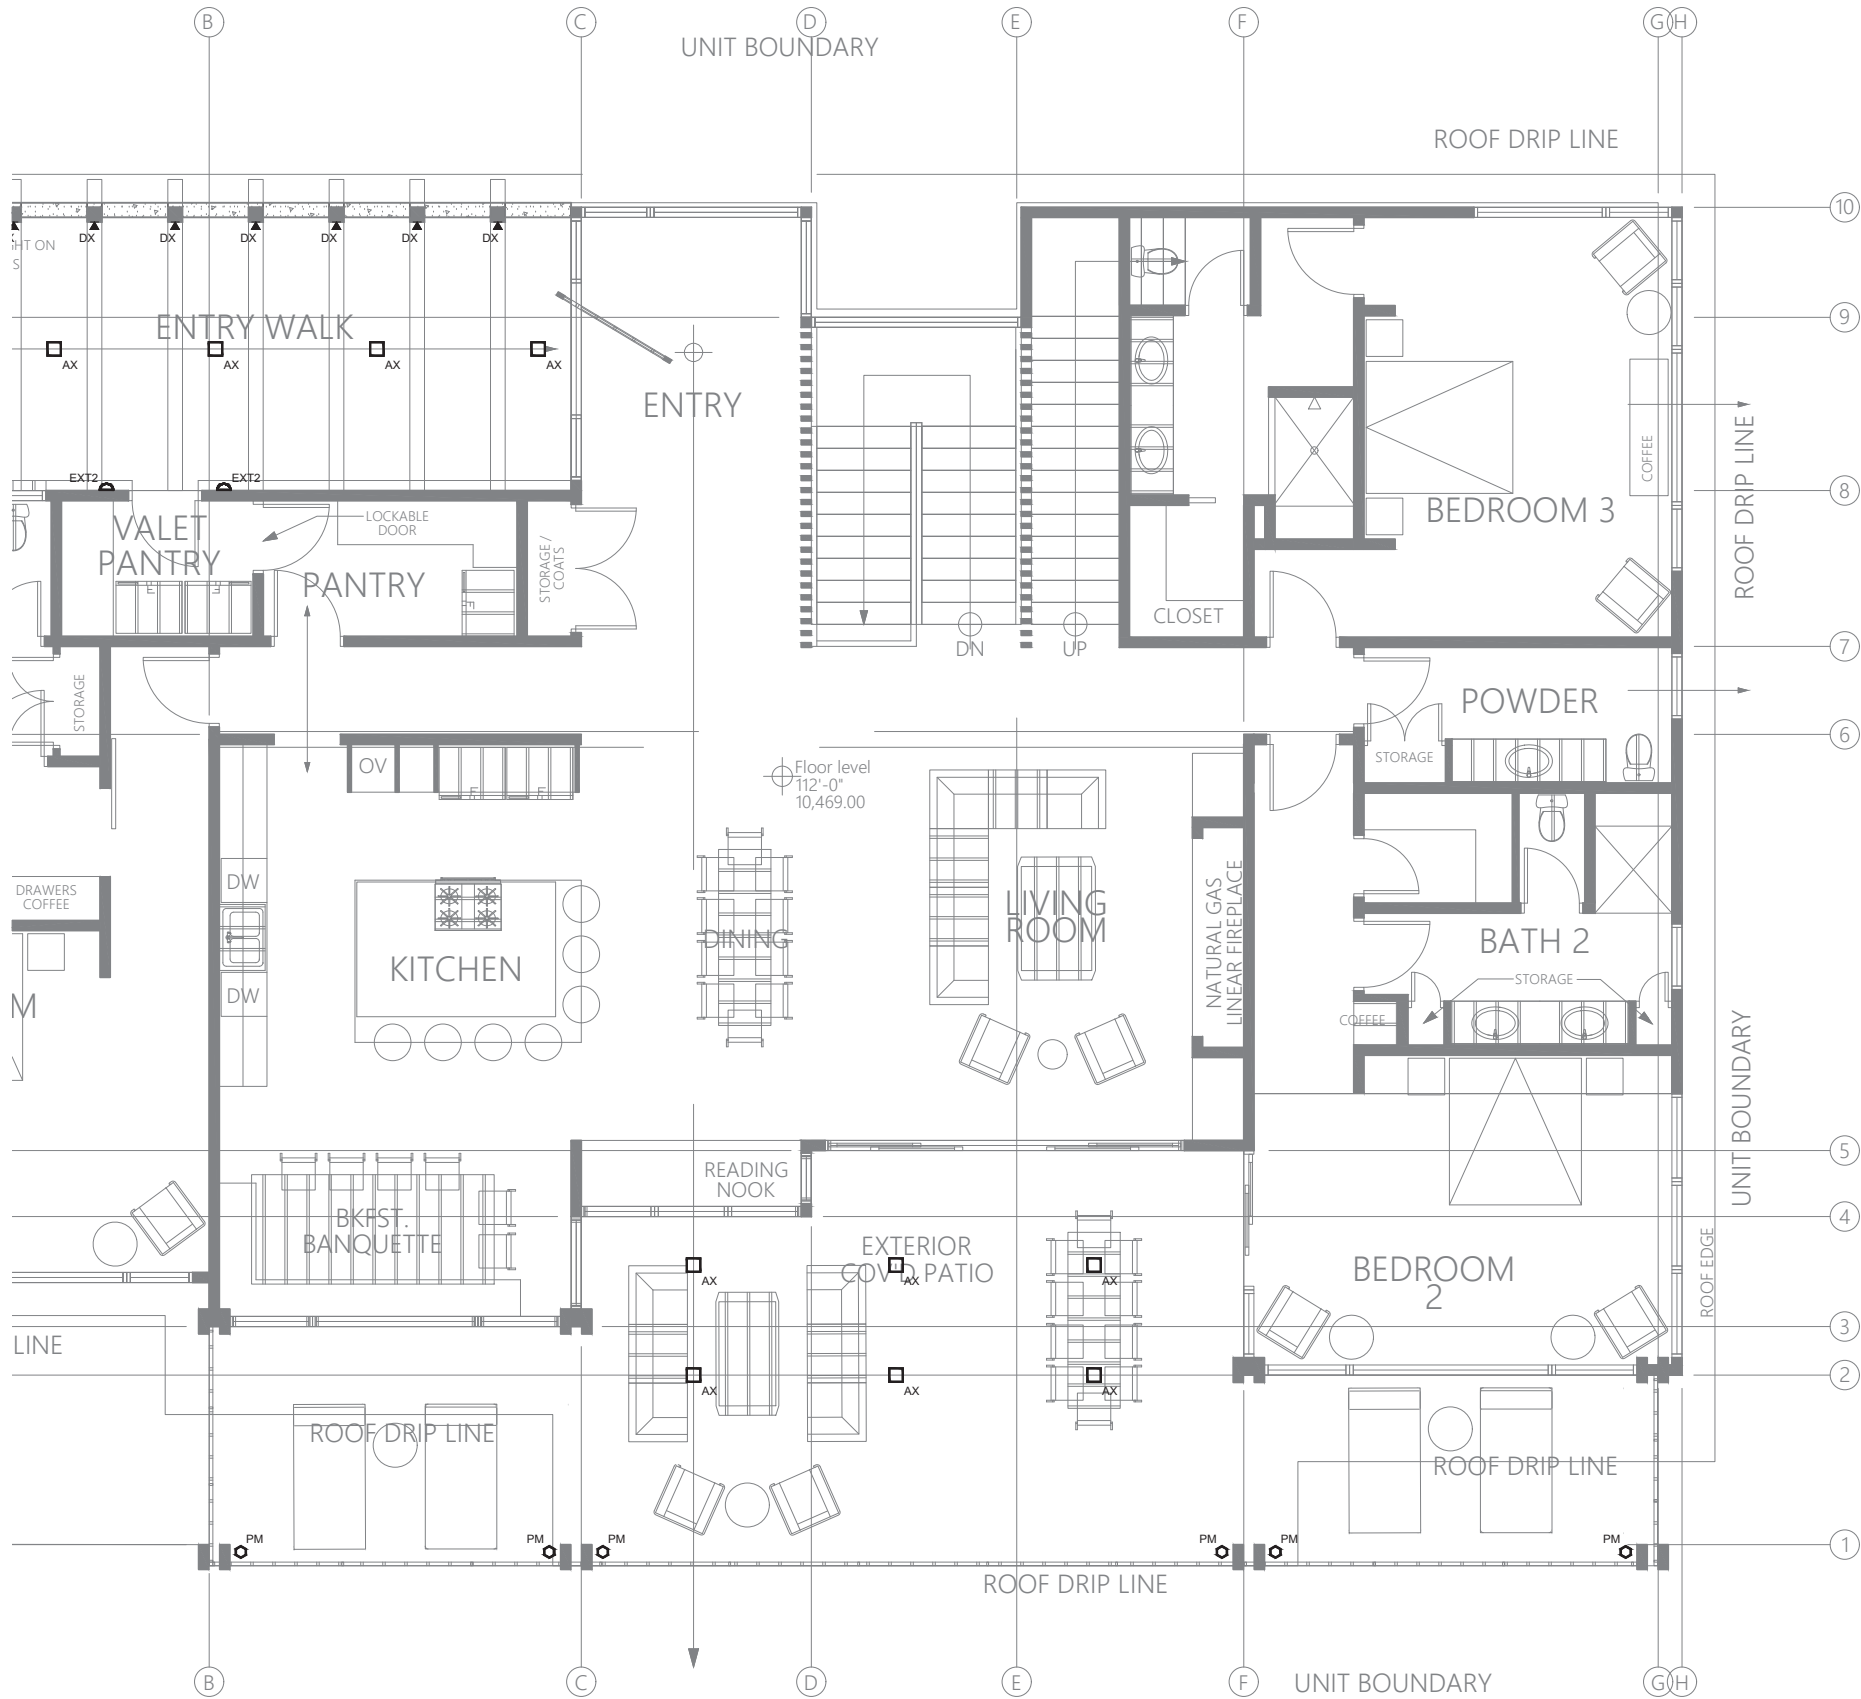 B
C
D
E
F
G
H
UNIT BOUNDARY
ROOF DRIP LINE
10
DX
DX
DX
DX
DX
DX
HT ON
S
ENTRY WALK
9
AX
AX
AX
AX
ENTRY
ROOF DRIP LINE
COFFEE
EXT2
EXT2
8
BEDROOM 3
VALET
PANTRY
LOCKABLE
DOOR
PANTRY
STORAGE /
COATS
CLOSET
DN
UP
7
STORAGE
POWDER
6
STORAGE
OV
Floor level
112'-0"
10,469.00
DW
DRAWERS
COFFEE
LIVING
ROOM
NATURAL GAS
LINEAR FIREPLACE
DINING
BATH 2
KITCHEN
STORAGE
DW
M
COFFEE
UNIT BOUNDARY
5
READING
NOOK
BKFST.
BANQUETTE
4
EXTERIOR
COV'D PATIO
AX
AX
AX
BEDROOM
2
ROOF EDGE
3
LINE
2
AX
AX
AX
ROOF DRIP LINE
ROOF DRIP LINE
PM
PM
PM
PM
PM
PM
1
ROOF DRIP LINE
B
C
D
E
F
UNIT BOUNDARY
G
H